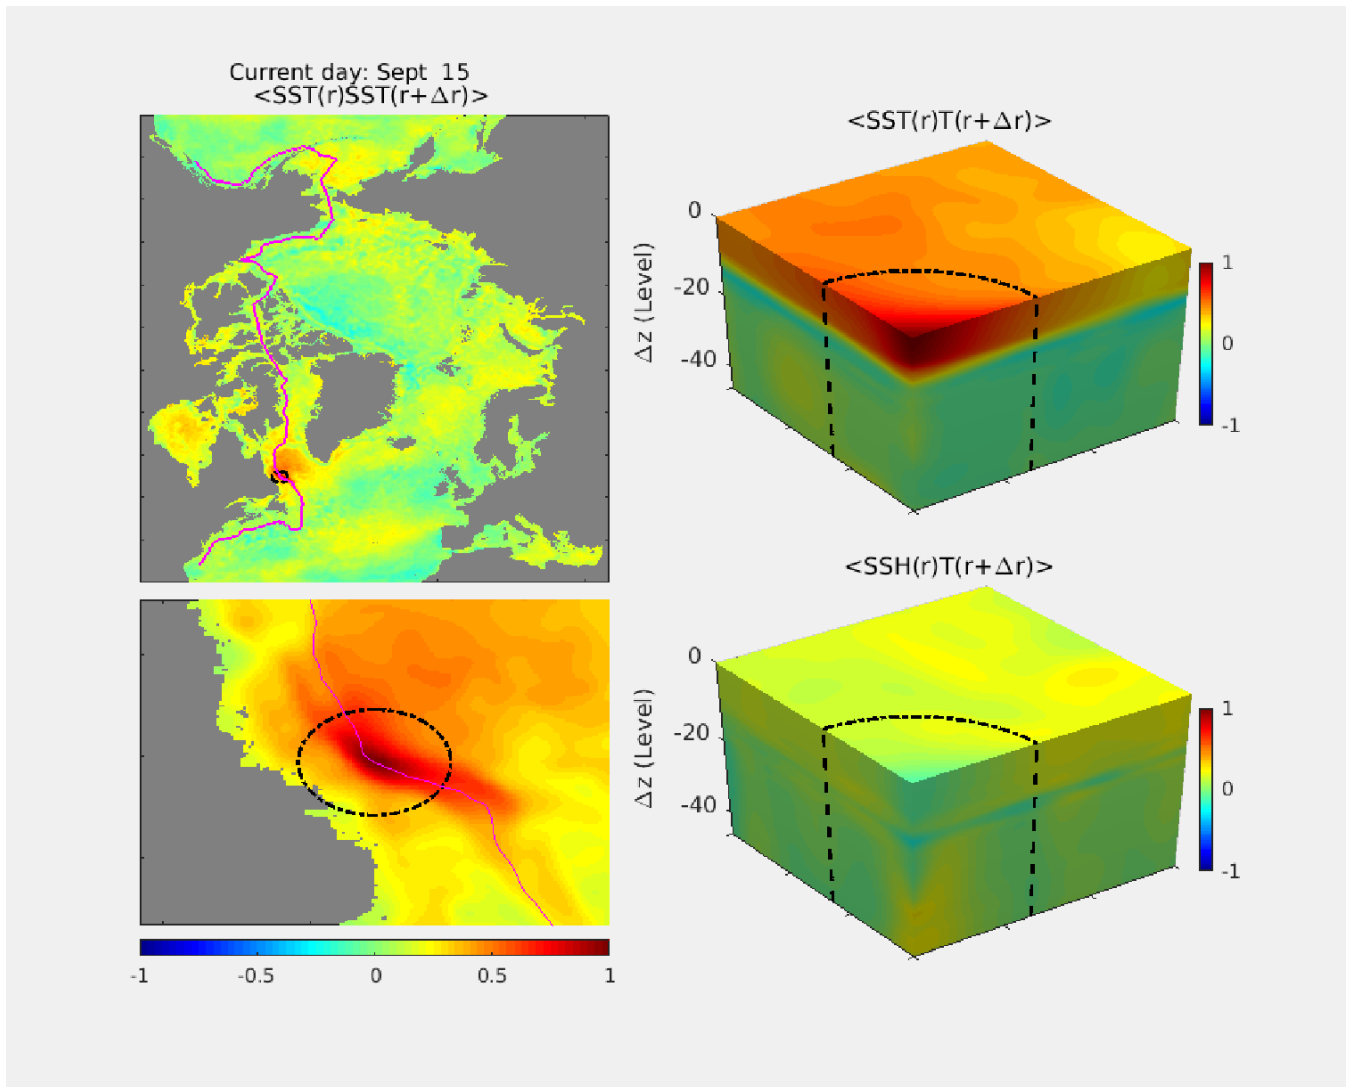 Current day: Sept  15
<SST(r)SST(r+Δr)>
<SST(r)T(r+Δr)>
0
-20
-40
Δz (Level)
1
0
-1
<SSH(r)T(r+Δr)>
0
-20
-40
Δz (Level)
1
0
-1
-1 -0.5 0 0.5 1